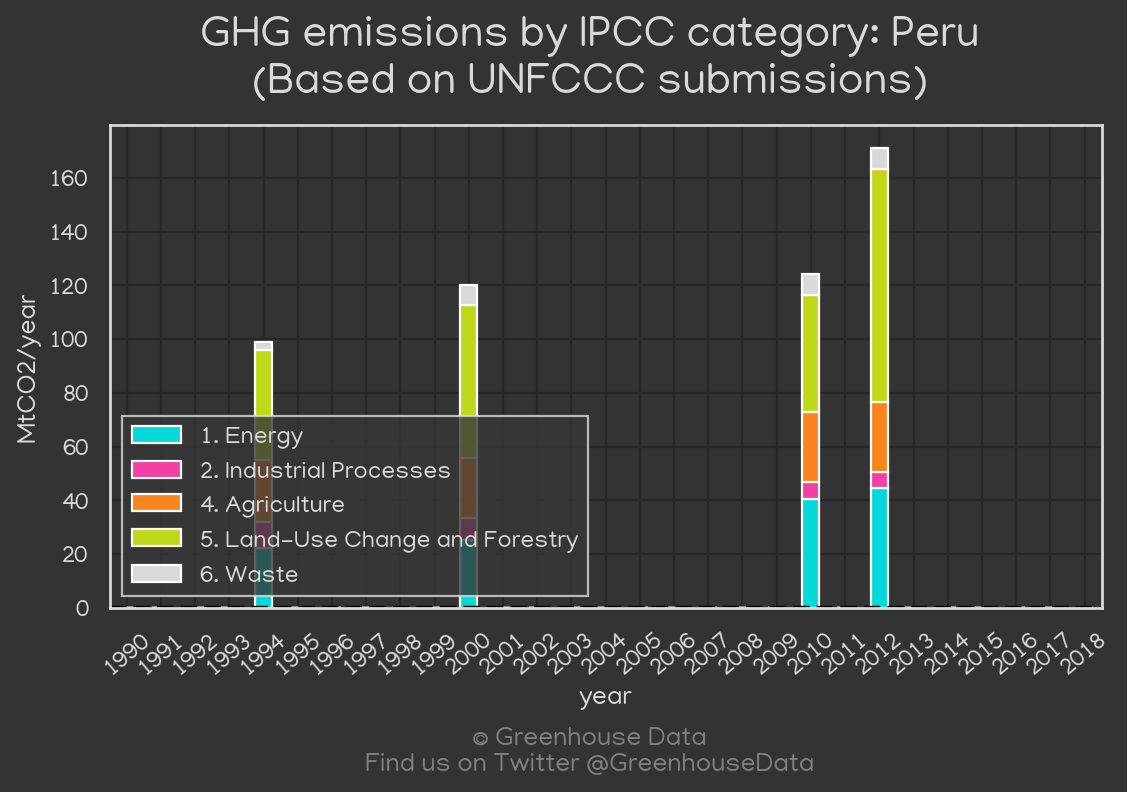 GHG emissions by IPCC category: Peru
(Based on UNFCCC submissions)
MtCO2/year
160
140
120
100
80
60
40
20
0
1. Energy
2. Industrial Processes
4. Agriculture
5. Land-Use Change and Forestry
6. Waste
1990 1991 1992 1993 1994 1995 1996 1997 1998 1999 2000 2001 2002 2003 2004 2005 2006 2007 2008 2009 2010 2011 2012 2013 2014 2015 2016 2017 2018
year
© Greenhouse Data
Find us on Twitter @GreenhouseData